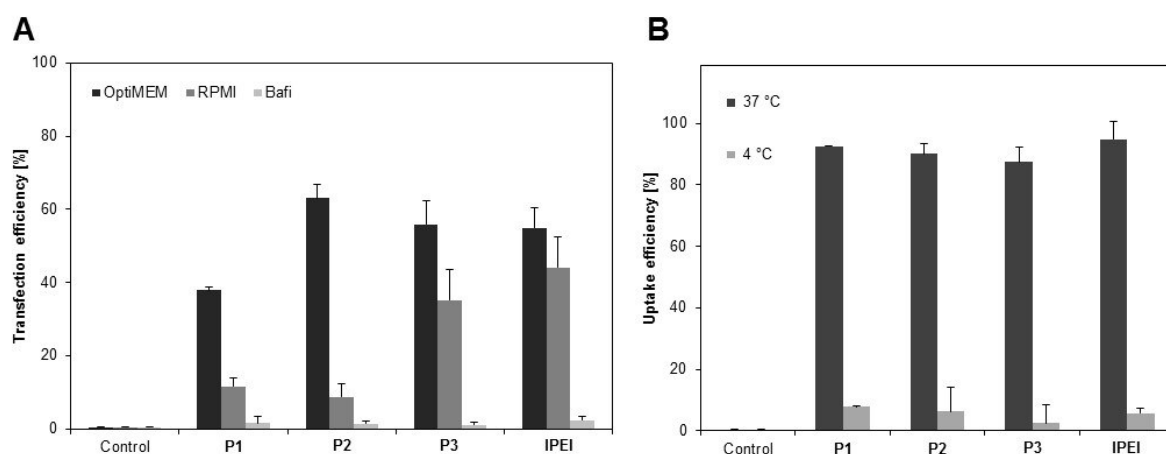 A
Transfection efficiency [%]
100
80
60
40
20
0
OptiMEM RPMI Bafi
Control P1 P2 P3 lPEI
B
Uptake efficiency [%]
100
80
60
40
20
0
37 °C
4 °C
Control P1 P2 P3 lPEI